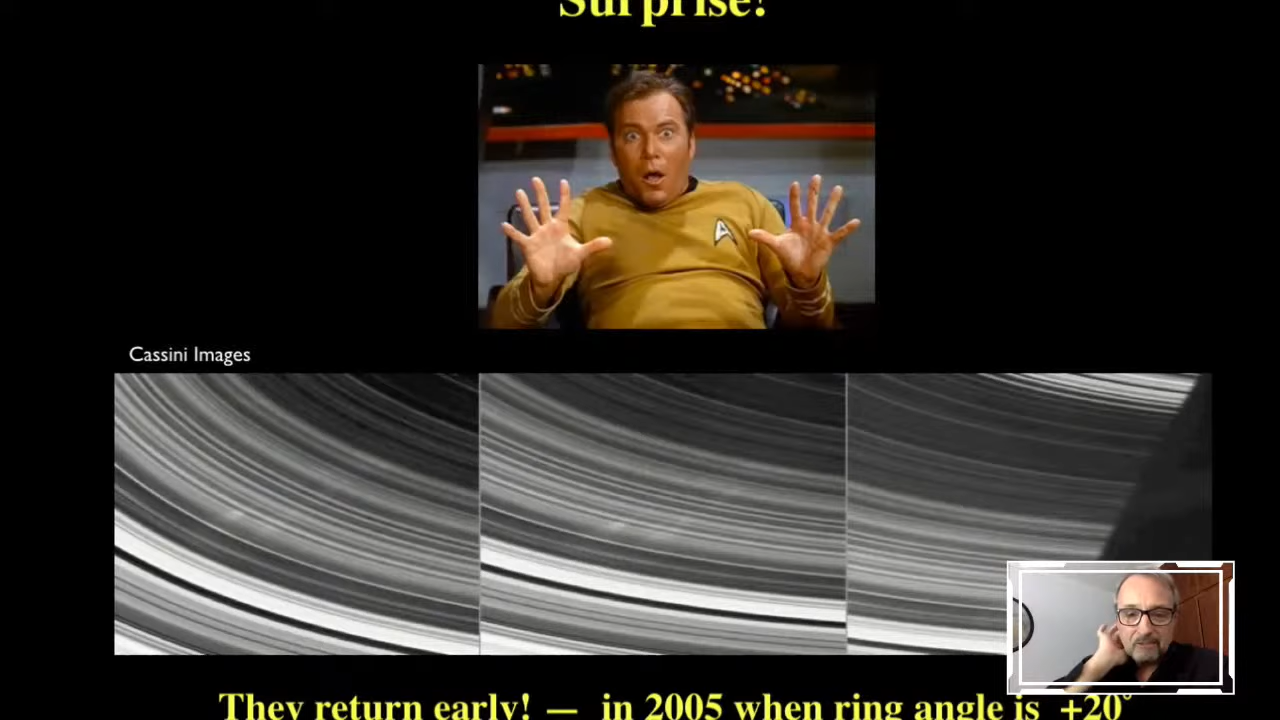 Surprise!
Cassini Images
They return early! — in 2005 when ring angle is +20°